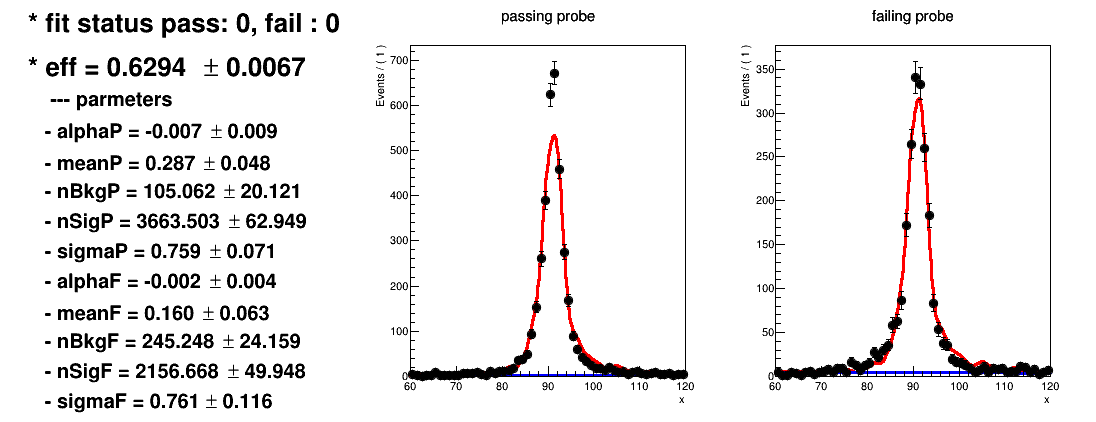 * fit status pass: 0, fail : 0
* eff = 0.6294 ± 0.0067
--- parmeters
- alphaP = -0.007 ± 0.009
- meanP = 0.287 ± 0.048
- nBkgP = 105.062 ± 20.121
- nSigP = 3663.503 ± 62.949
- sigmaP = 0.759 ± 0.071
- alphaF = -0.002 ± 0.004
- meanF = 0.160 ± 0.063
- nBkgF = 245.248 ± 24.159
- nSigF = 2156.668 ± 49.948
- sigmaF = 0.761 ± 0.116
passing probe
Events / ( 1 )
700
600
500
400
300
200
100
0
60 70 80 90 100 110 120
x
failing probe
Events / ( 1 )
350
300
250
200
150
100
50
0
60 70 80 90 100 110 120
x